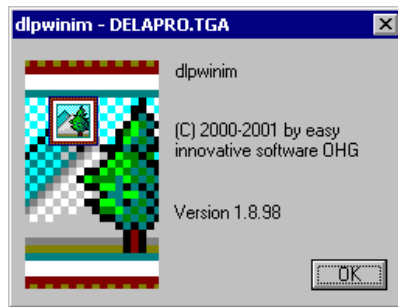 dlpwinim - DELAPRO.TGA
dlpwinim
(C) 2000-2001 by easy
innovative software OHG
Version 1.8.98
OK